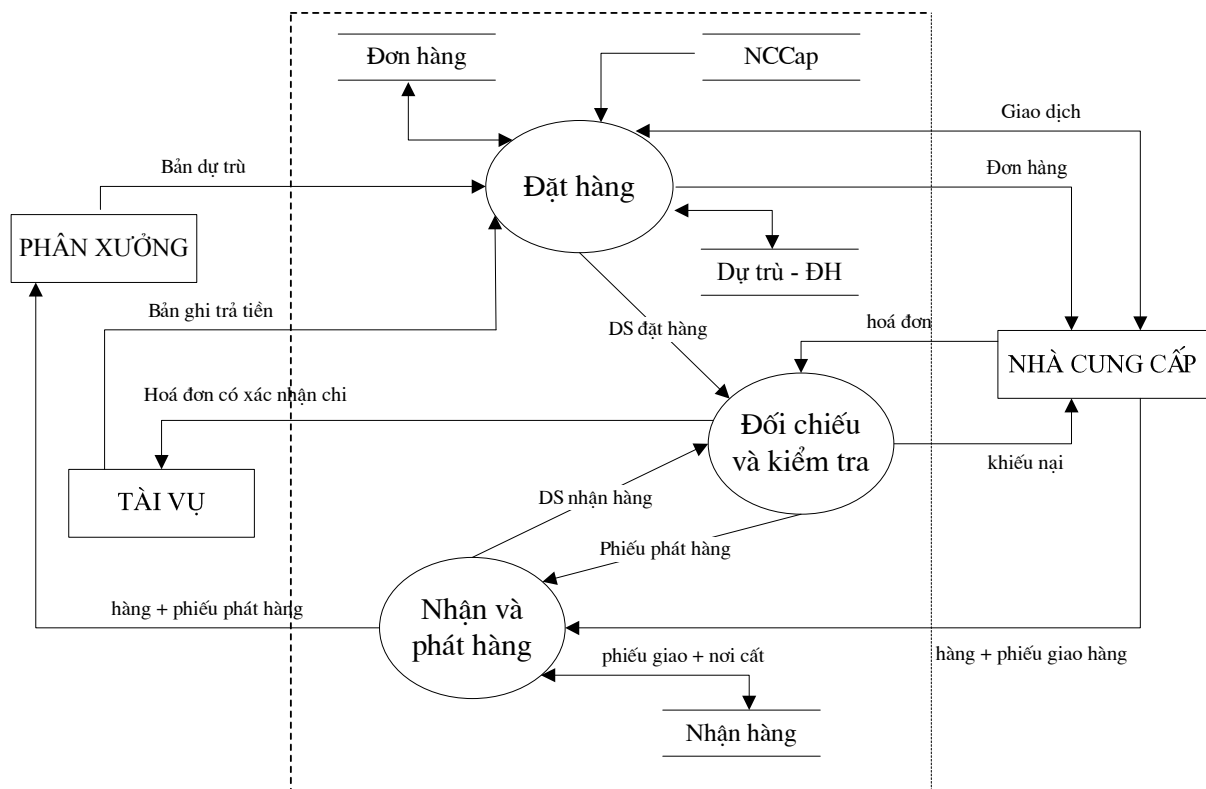 Đơn hàng
NCCap
Giao dịch
Bản dự trù
Đặt hàng
Đơn hàng
PHÂN XƯỞNG
Dự trù - ĐH
Bản ghi trả tiền
DS đặt hàng
hoá đơn
NHÀ CUNG CẤP
Hoá đơn có xác nhận chi
Đối chiếu
và kiểm tra
khiếu nại
TÀI VỤ
DS nhận hàng
Phiếu phát hàng
hàng + phiếu phát hàng
Nhận và
phát hàng
phiếu giao + nơi cất
hàng + phiếu giao hàng
Nhận hàng